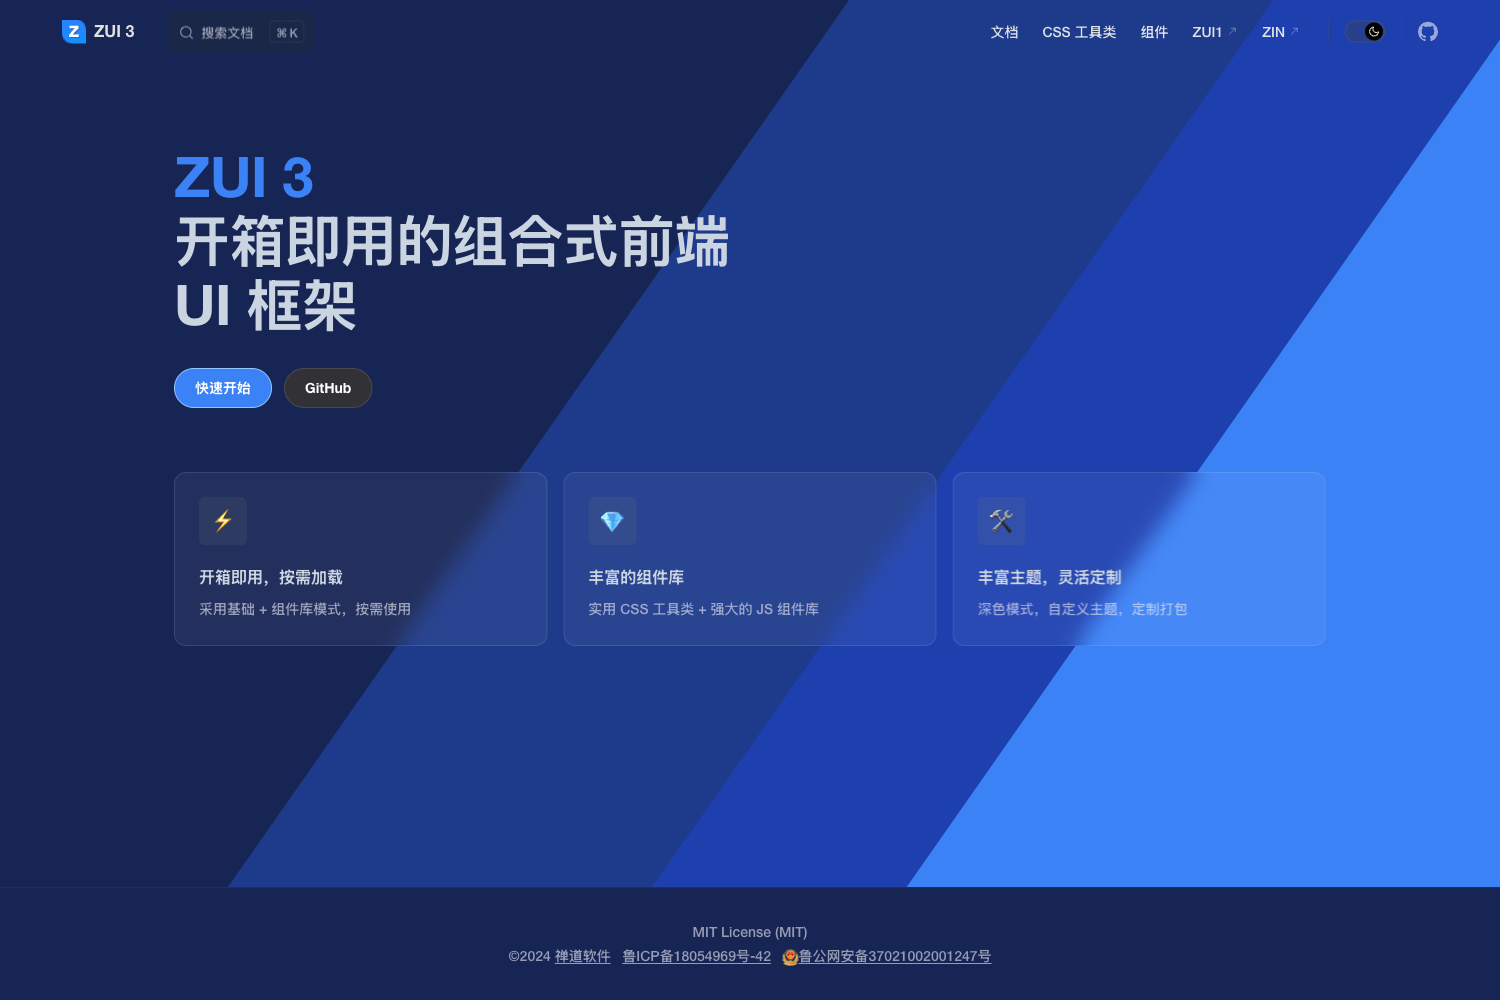 ZUI 3
搜索文档
⌘ K
文档
CSS 工具类
组件
ZUI1
ZIN
ZUI 3
开箱即用的组合式前端
UI 框架
快速开始
GitHub
开箱即用，按需加载
采用基础 + 组件库模式，按需使用
丰富的组件库
实用 CSS 工具类 + 强大的 JS 组件库
丰富主题，灵活定制
深色模式，自定义主题，定制打包
MIT License (MIT)
©2024 禅道软件 鲁ICP备18054969号-42 鲁公网安备37021002001247号